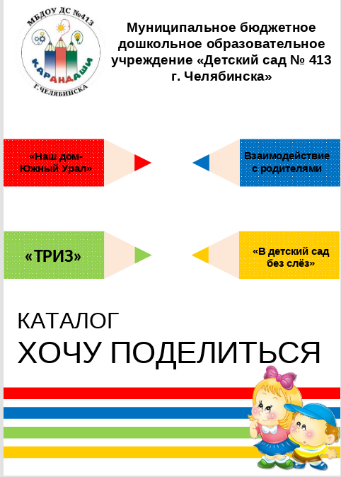 МБДОУ ДС №413
КАРАНДАШИ
Г.ЧЕЛЯБИНСКА
Муниципальное бюджетное
дошкольное образовательное
учреждение «Детский сад № 413
г. Челябинска»
«Наш дом-
Южный Урал»
Взаимодействие
с родителями
«ТРИЗ»
«В детский сад
без слёз»
КАТАЛОГ
ХОЧУ ПОДЕЛИТЬСЯ